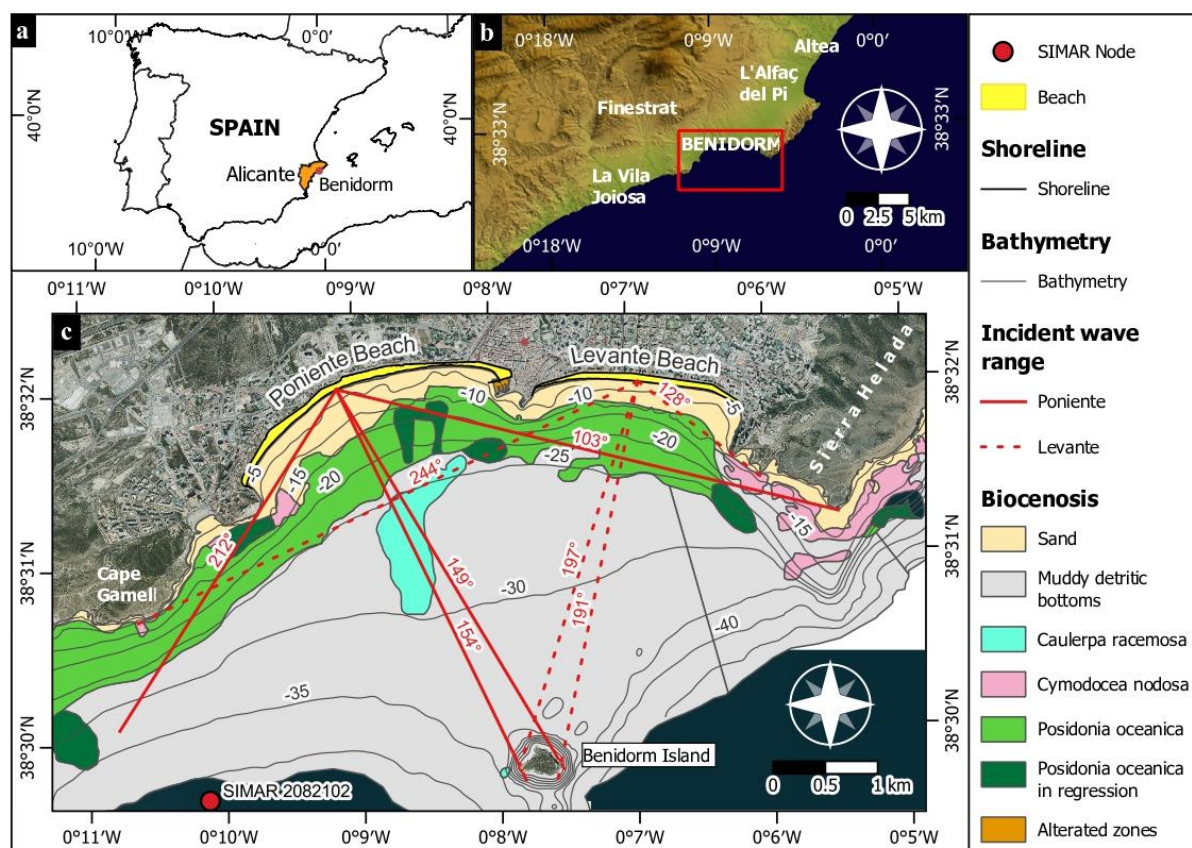 a
10°0'W
0°0'
40°0'N
40°0'N
SPAIN
Alicante
Benidorm
10°0'W
0°0'
b
0°18'W
0°9'W
0°0'
Altea
L'Alfaç
del Pi
Finestrat
38°33'N
38°33'N
BENIDORM
La Vila
Joiosa
0 2.5 5 km
0°18'W
0°9'W
0°0'
0°11'W
0°10'W
0°9'W
0°8'W
0°7'W
0°6'W
0°5'W
c
Poniente Beach
Levante Beach
Sierra Helada
38°32'N
38°32'N
-10
-10
128°
-5
-5
103°
-20
-15
-20
-25
244°
-15
212°
38°31'N
38°31'N
Cape
Gamell
149°
197°
-30
154°
191°
-40
-35
38°30'N
38°30'N
Benidorm Island
SIMAR 2082102
0 0.5 1 km
0°11'W
0°10'W
0°9'W
0°8'W
0°7'W
0°6'W
0°5'W
SIMAR Node
Beach
Shoreline
Shoreline
Bathymetry
Bathymetry
Incident wave
range
Poniente
Levante
Biocenosis
Sand
Muddy detritic
bottoms
Caulerpa racemosa
Cymodocea nodosa
Posidonia oceanica
Posidonia oceanica
in regression
Alterated zones